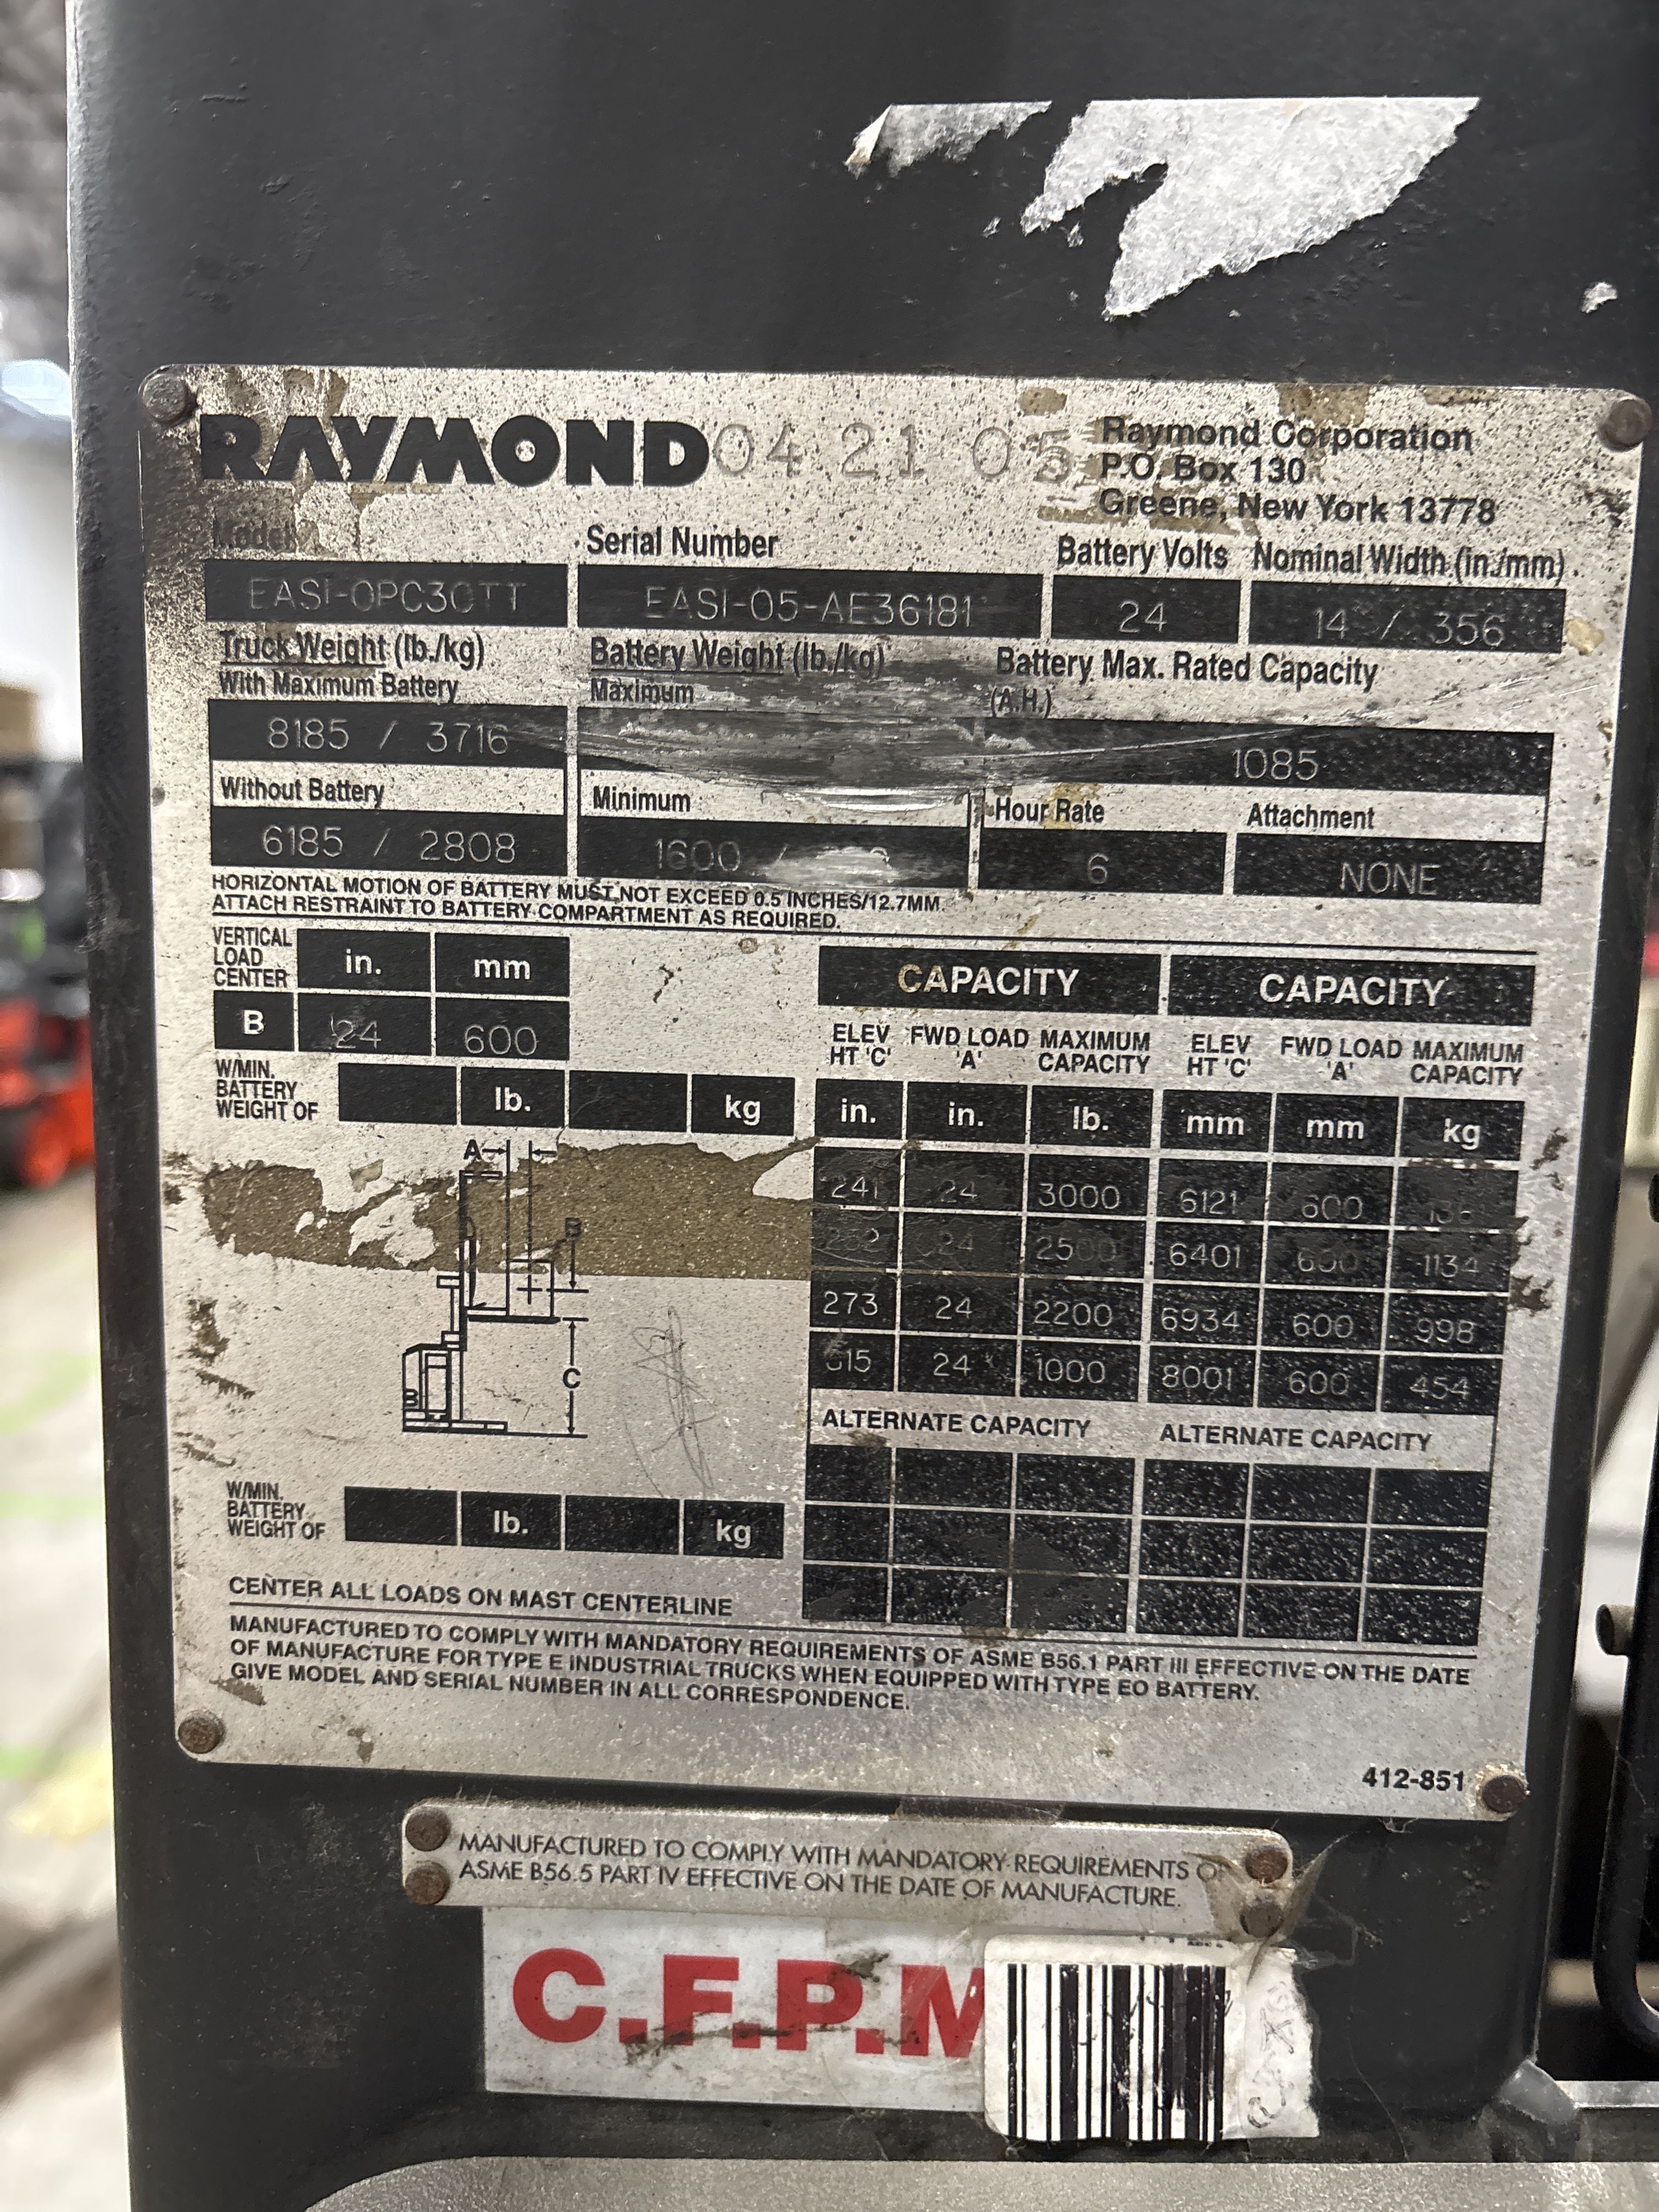 RAYMOND 04 21 05
Raymond Corporation
P.O. Box 130
Greene, New York 13778
Model
Serial Number
Battery Volts
Nominal Width (in./mm)
EASI-OPC30TT
EASI-05-AE36181
24
14 / 356
Truck Weight (lb./kg)
With Maximum Battery
Battery Weight (lb./kg)
Maximum
Battery Max. Rated Capacity
(A.H.)
8185 / 3716
1085
Without Battery
Minimum
Hour Rate
Attachment
6185 / 2808
1600 /
6
NONE
HORIZONTAL MOTION OF BATTERY MUST NOT EXCEED 0.5 INCHES/12.7MM.
ATTACH RESTRAINT TO BATTERY COMPARTMENT AS REQUIRED.
VERTICAL
LOAD
CENTER
in. mm
B 24 600
W/MIN.
BATTERY
WEIGHT OF
lb. kg
A
B
C
CAPACITY CAPACITY
ELEV FWD LOAD MAXIMUM ELEV FWD LOAD MAXIMUM
HT 'C' 'A' CAPACITY HT 'C' 'A' CAPACITY
in. in. lb. mm mm kg
241 24 3000 6121 600
252 24 2500 6401 600 1134
273 24 2200 6934 600 998
315 24 1000 8001 600 454
ALTERNATE CAPACITY ALTERNATE CAPACITY
W/MIN.
BATTERY
WEIGHT OF
lb. kg
CENTER ALL LOADS ON MAST CENTERLINE
MANUFACTURED TO COMPLY WITH MANDATORY REQUIREMENTS OF ASME B56.1 PART III EFFECTIVE ON THE DATE
OF MANUFACTURE FOR TYPE E INDUSTRIAL TRUCKS WHEN EQUIPPED WITH TYPE EO BATTERY.
GIVE MODEL AND SERIAL NUMBER IN ALL CORRESPONDENCE.
412-851
MANUFACTURED TO COMPLY WITH MANDATORY REQUIREMENTS OF
ASME B56.5 PART IV EFFECTIVE ON THE DATE OF MANUFACTURE.
C.F.P.M